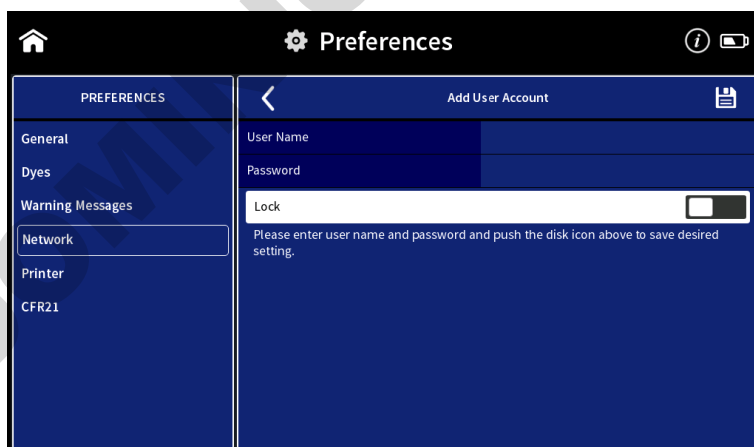 Preferences
PREFERENCES
Add User Account
General
Dyes
Warning Messages
Network
Printer
CFR21
User Name
Password
Lock
Please enter user name and password and push the disk icon above to save desired
setting.